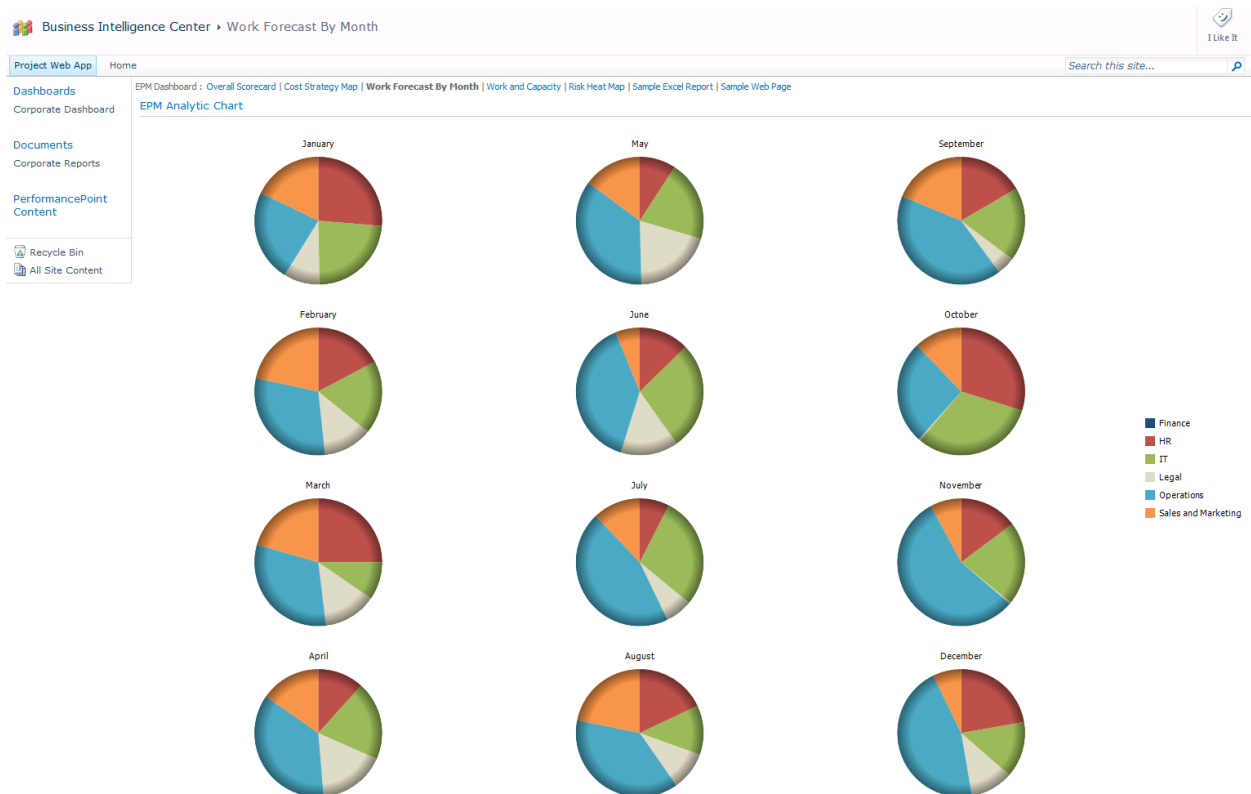 Business Intelligence Center ▸ Work Forecast By Month
I Like It
Project Web App Home
Search this site...
Dashboards
Corporate Dashboard
Documents
Corporate Reports
PerformancePoint
Content
Recycle Bin
All Site Content
EPM Dashboard : Overall Scorecard | Cost Strategy Map | Work Forecast By Month | Work and Capacity | Risk Heat Map | Sample Excel Report | Sample Web Page
EPM Analytic Chart
January
May
September
February
June
October
March
July
November
April
August
December
Finance
HR
IT
Legal
Operations
Sales and Marketing